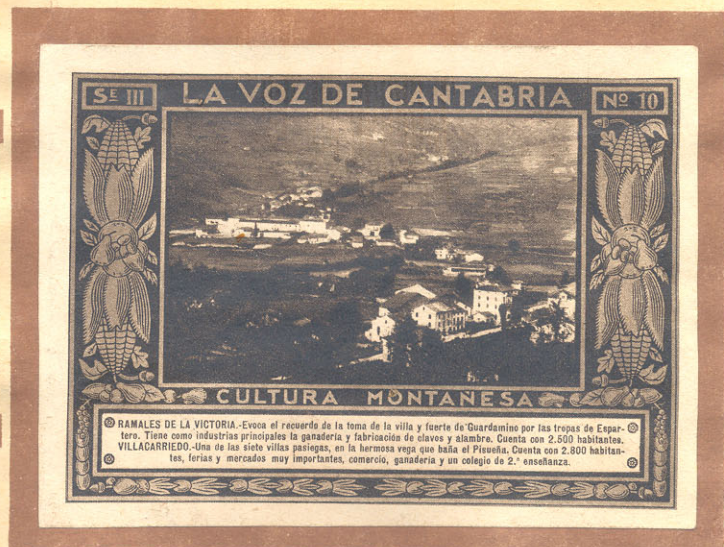 SE III
LA VOZ DE CANTABRIA
Nº 10
CULTURA MONTAÑESA
RAMALES DE LA VICTORIA.-Evoca el recuerdo de la toma de la villa y fuerte de Guardamino por las tropas de Espar-
tero. Tiene como industrias principales la ganadería y fabricación de clavos y alambre. Cuenta con 2.500 habitantes.
VILLACARRIEDO.-Una de las siete villas pasiegas, en la hermosa vega que baña el Pisueña. Cuenta con 2.800 habitan-
tes, ferias y mercados muy importantes, comercio, ganadería y un colegio de 2.ª enseñanza.